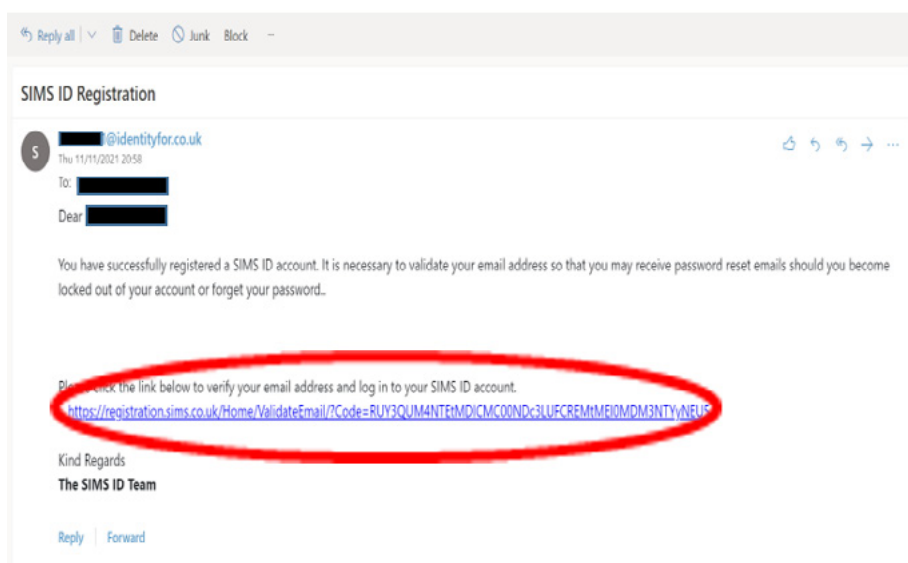 Reply all Delete Junk Block
SIMS ID Registration
S
@identityfor.co.uk
Thu 11/11/2021 20:58
To:
Dear
You have successfully registered a SIMS ID account. It is necessary to validate your email address so that you may receive password reset emails should you become
locked out of your account or forget your password..
click the link below to verify your email address and log in to your SIMS ID account.
https://registration.sims.co.uk/Home/ValidateEmail/?Code=
Kind Regards
The SIMS ID Team
Reply Forward